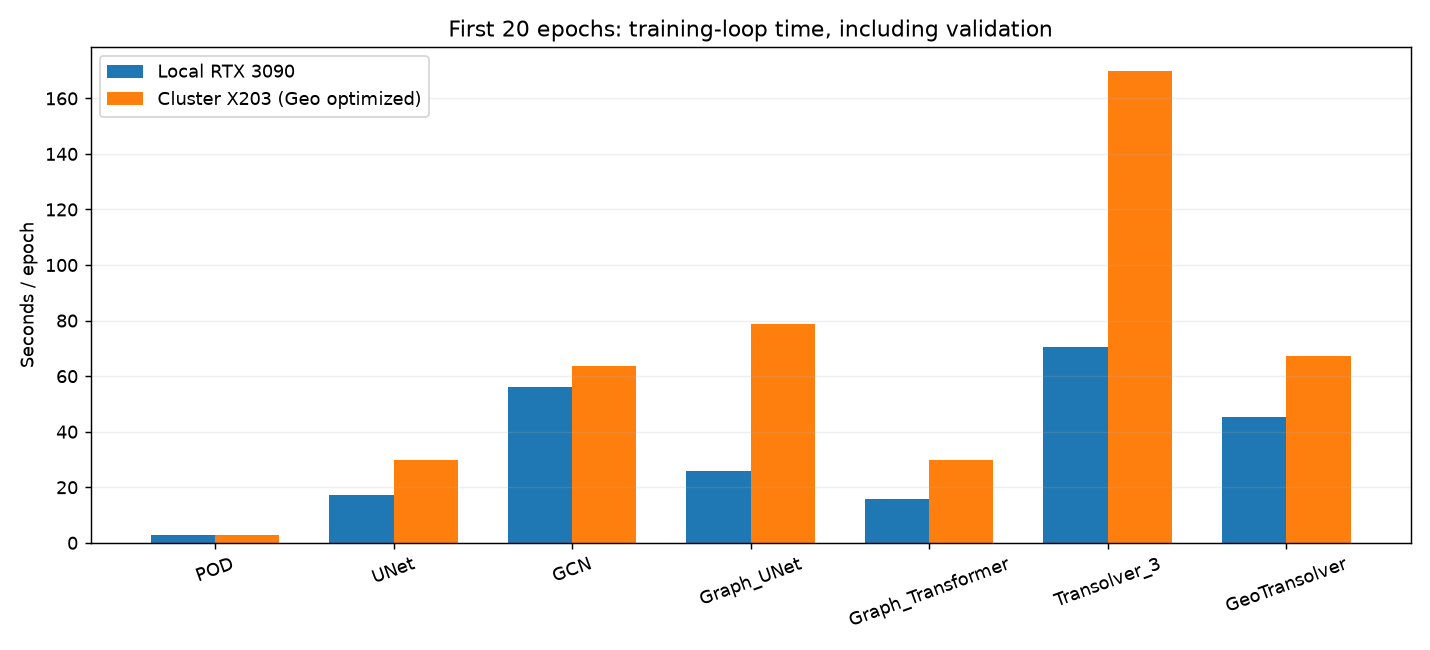 First 20 epochs: training-loop time, including validation
Local RTX 3090
Cluster X203 (Geo optimized)
Seconds / epoch
160
140
120
100
80
60
40
20
0
POD
UNet
GCN
Graph_UNet
Graph_Transformer
Transolver_3
GeoTransolver